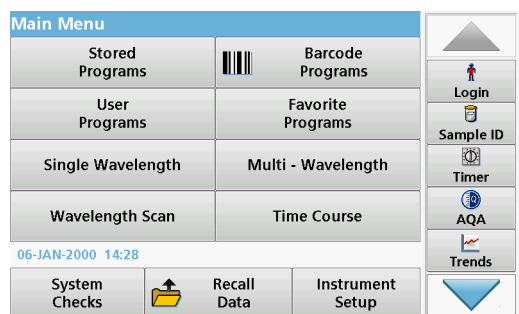 Main Menu
Stored
Programs
Barcode
Programs
User
Programs
Favorite
Programs
Single Wavelength
Multi - Wavelength
Wavelength Scan
Time Course
06-JAN-2000 14:28
System
Checks
Recall
Data
Instrument
Setup
Login
Sample ID
Timer
AQA
Trends